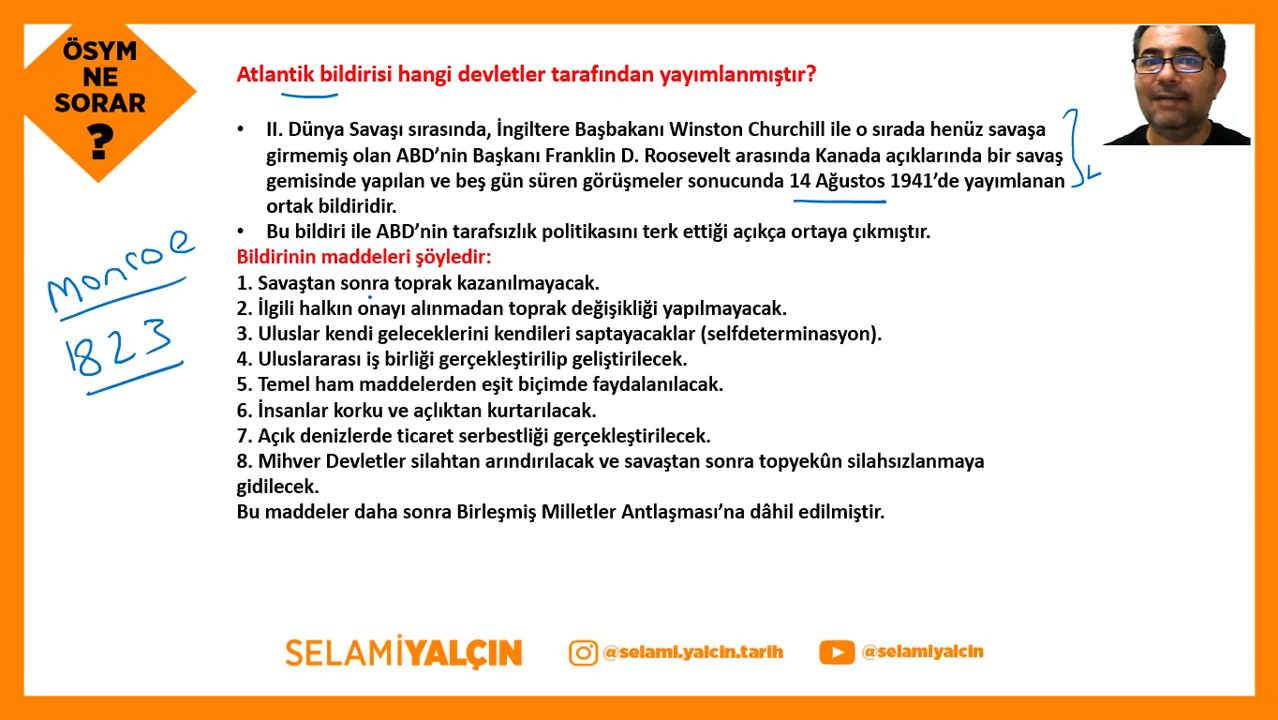 ÖSYM
NE
SORAR
?
Atlantik bildirisi hangi devletler tarafından yayımlanmıştır?
• II. Dünya Savaşı sırasında, İngiltere Başbakanı Winston Churchill ile o sırada henüz savaşa
girmemiş olan ABD’nin Başkanı Franklin D. Roosevelt arasında Kanada açıklarında bir savaş
gemisinde yapılan ve beş gün süren görüşmeler sonucunda 14 Ağustos 1941’de yayımlanan
ortak bildiridir.
• Bu bildiri ile ABD’nin tarafsızlık politikasını terk ettiği açıkça ortaya çıkmıştır.
Bildirinin maddeleri şöyledir:
1. Savaştan sonra toprak kazanılmayacak.
2. İlgili halkın onayı alınmadan toprak değişikliği yapılmayacak.
3. Uluslar kendi geleceklerini kendileri saptayacaklar (selfdeterminasyon).
4. Uluslararası iş birliği gerçekleştirilip geliştirilecek.
5. Temel ham maddelerden eşit biçimde faydalanılacak.
6. İnsanlar korku ve açlıktan kurtarılacak.
7. Açık denizlerde ticaret serbestliği gerçekleştirilecek.
8. Mihver Devletler silahtan arındırılacak ve savaştan sonra topyekûn silahsızlanmaya
gidilecek.
Bu maddeler daha sonra Birleşmiş Milletler Antlaşması’na dâhil edilmiştir.
Monroe
1823
SELAMİYALÇIN
@selami.yalcin.tarih
@selamiyalcin